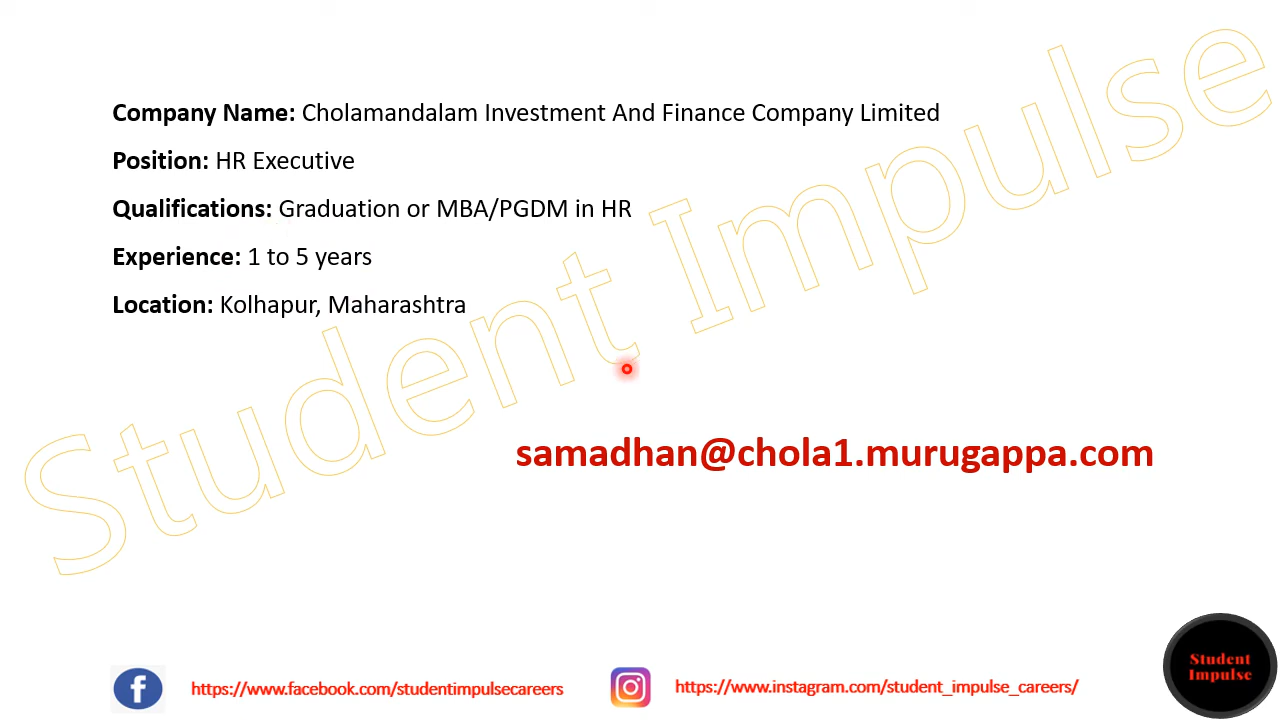 Company Name: Cholamandalam Investment And Finance Company Limited
Position: HR Executive
Qualifications: Graduation or MBA/PGDM in HR
Experience: 1 to 5 years
Location: Kolhapur, Maharashtra
Student Impulse
samadhan@chola1.murugappa.com
https://www.facebook.com/studentimpulsecareers
https://www.instagram.com/student_impulse_careers/
Student
Impulse